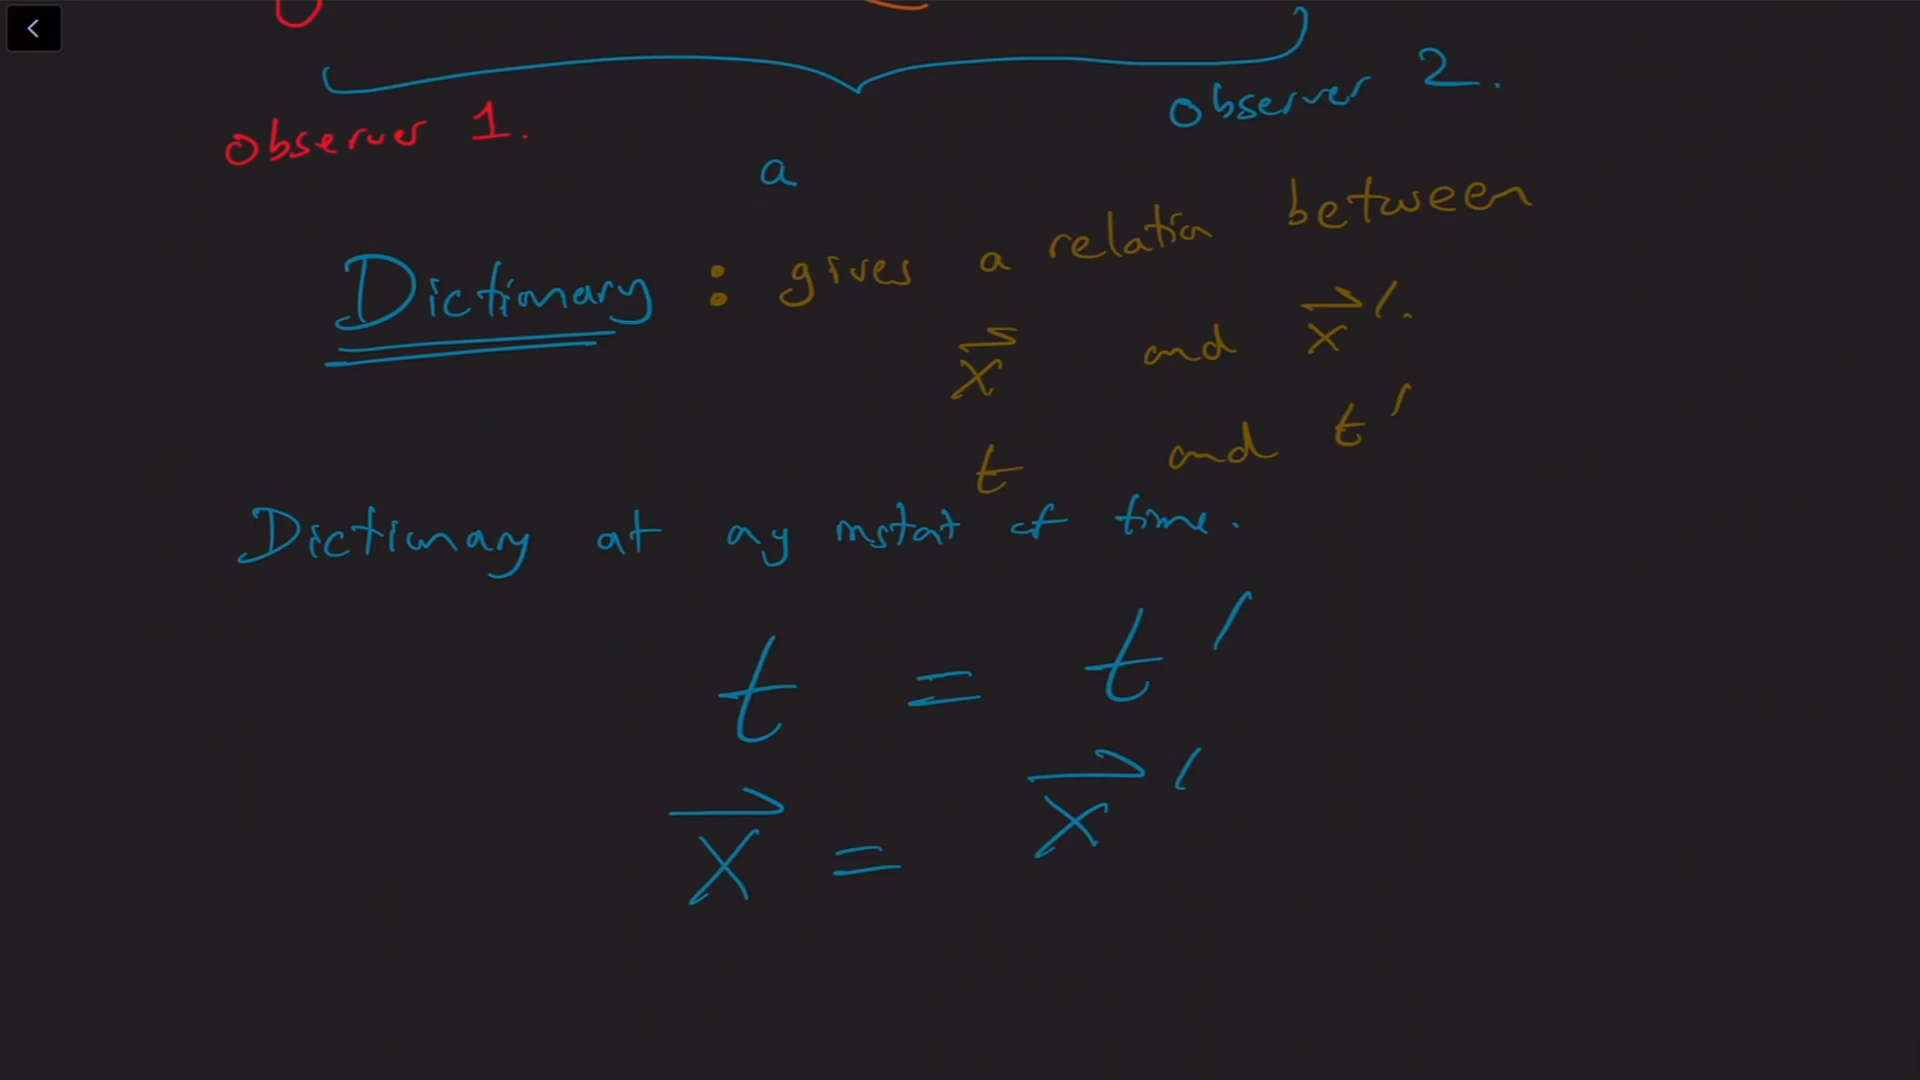 Observer 1.
Observer 2.
a
Dictionary : gives a relation between
x⃗ and x⃗′.
t and t′
Dictionary at any instant of time.
t = t′
x⃗ = x⃗′